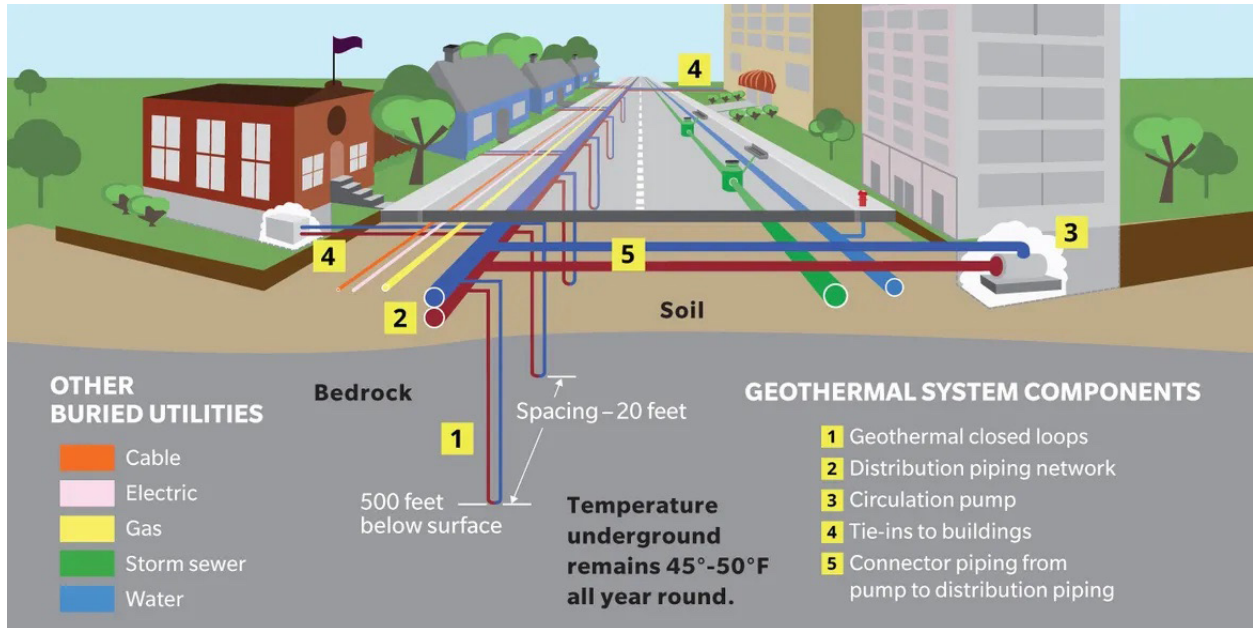 4
4
5
3
2
Soil
Bedrock
Spacing – 20 feet
1
500 feet
below surface
Temperature
underground
remains 45°-50°F
all year round.
OTHER
BURIED UTILITIES
Cable
Electric
Gas
Storm sewer
Water
GEOTHERMAL SYSTEM COMPONENTS
1 Geothermal closed loops
2 Distribution piping network
3 Circulation pump
4 Tie-ins to buildings
5 Connector piping from
pump to distribution piping